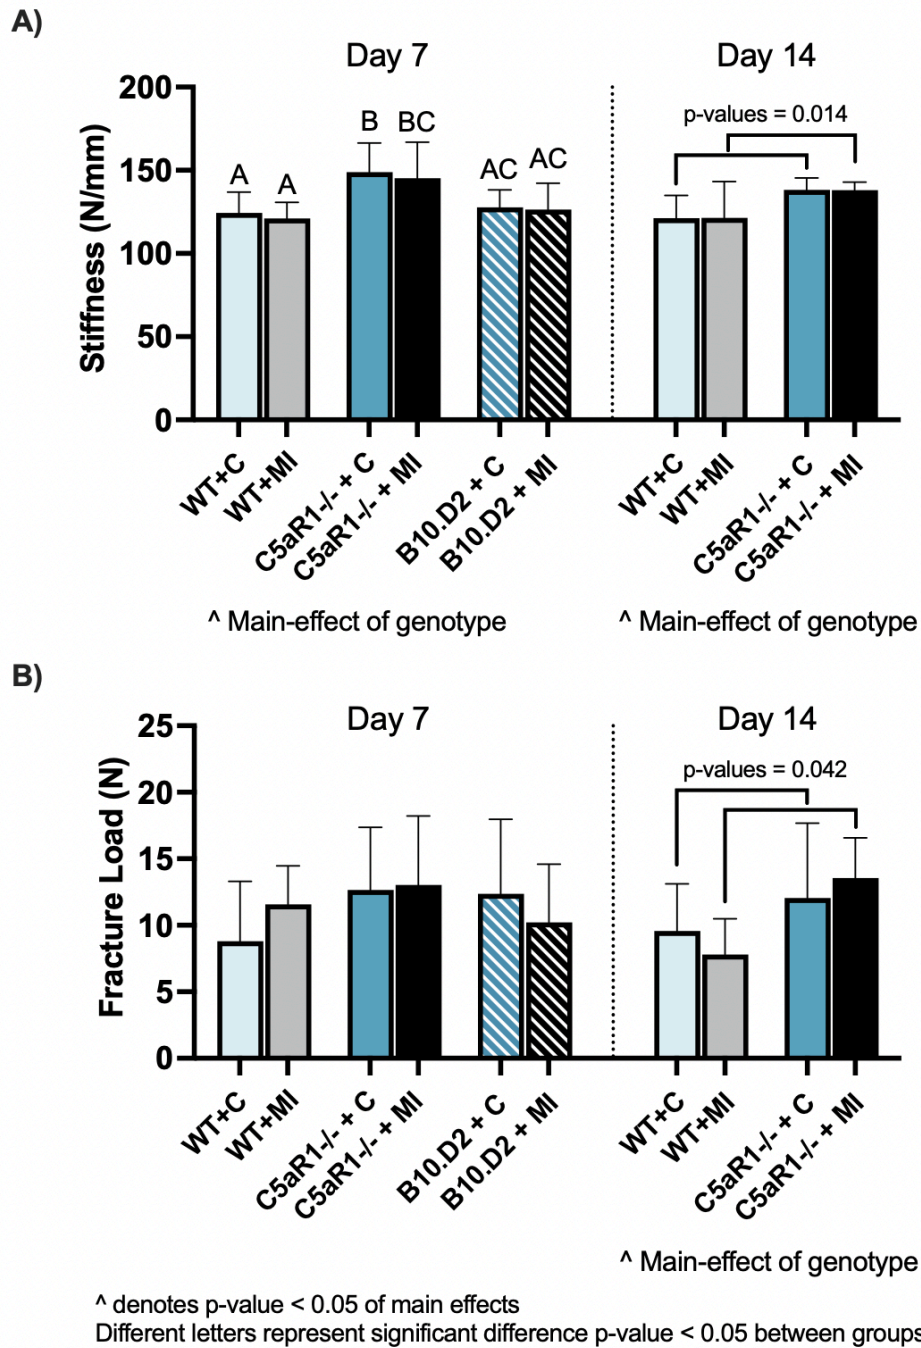 A)
Day 7
Day 14
Stiffness (N/mm)
200
150
100
50
0
A
A
B
BC
AC
AC
p-values = 0.014
WT+C
WT+MI
C5aR1-/- + C
C5aR1-/- + MI
B10.D2 + C
B10.D2 + MI
WT+C
WT+MI
C5aR1-/- + C
C5aR1-/- + MI
^ Main-effect of genotype
^ Main-effect of genotype
B)
Day 7
Day 14
Fracture Load (N)
25
20
15
10
5
0
p-values = 0.042
WT+C
WT+MI
C5aR1-/- + C
C5aR1-/- + MI
B10.D2 + C
B10.D2 + MI
WT+C
WT+MI
C5aR1-/- + C
C5aR1-/- + MI
^ Main-effect of genotype
^ denotes p-value < 0.05 of main effects
Different letters represent significant difference p-value < 0.05 between groups